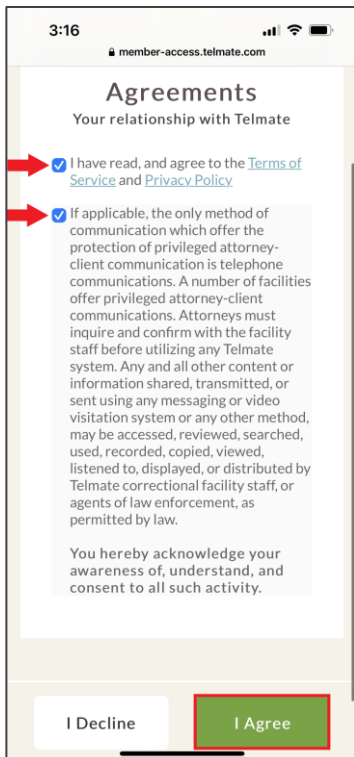 3:16
member-access.telmate.com
Agreements
Your relationship with Telmate
I have read, and agree to the Terms of
Service and Privacy Policy
If applicable, the only method of
communication which offer the
protection of privileged attorney-
client communication is telephone
communications. A number of facilities
offer privileged attorney-client
communications. Attorneys must
inquire and confirm with the facility
staff before utilizing any Telmate
system. Any and all other content or
information shared, transmitted, or
sent using any messaging or video
visitation system or any other method,
may be accessed, reviewed, searched,
used, recorded, copied, viewed,
listened to, displayed, or distributed by
Telmate correctional facility staff, or
agents of law enforcement, as
permitted by law.
You hereby acknowledge your
awareness of, understand, and
consent to all such activity.
I Decline
I Agree